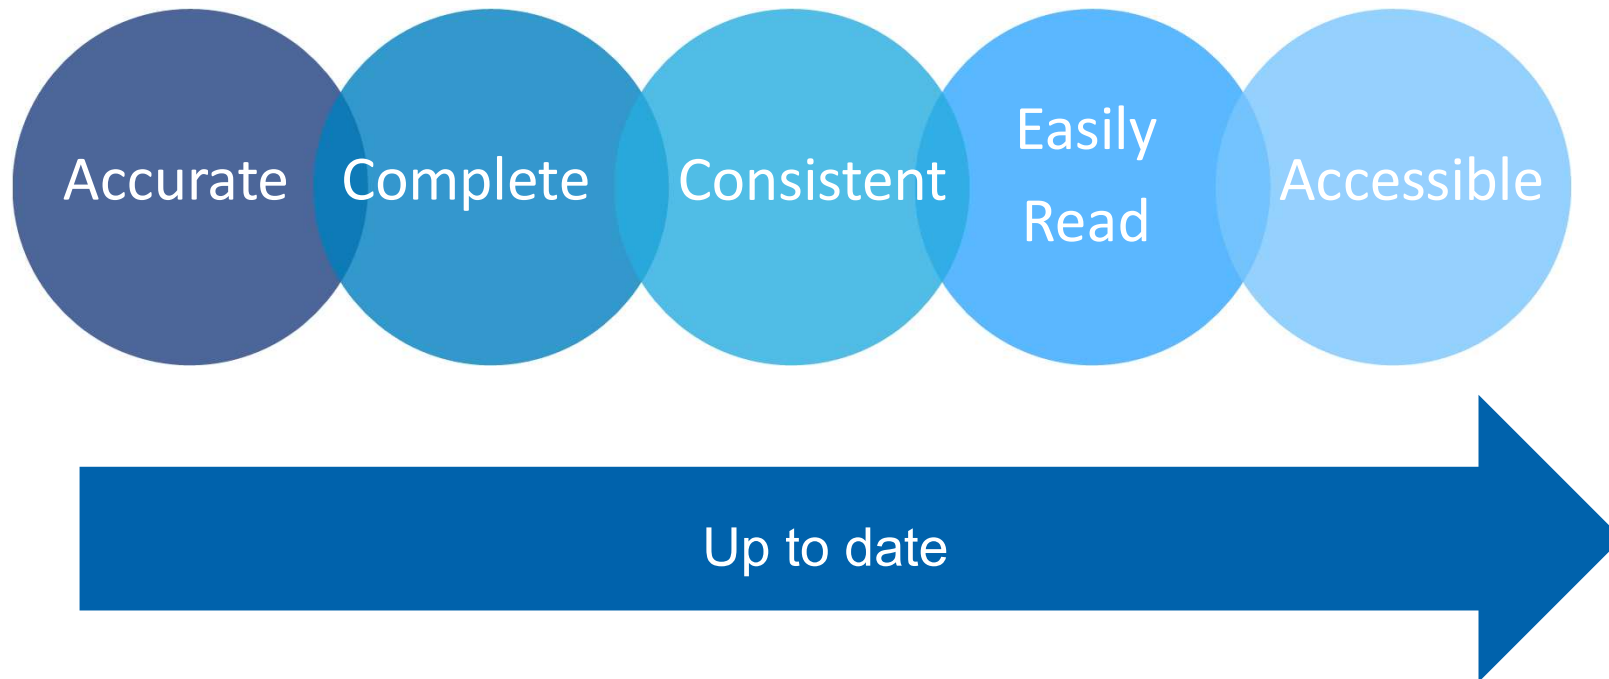 Accurate
Complete
Consistent
Easily
Read
Accessible
Up to date